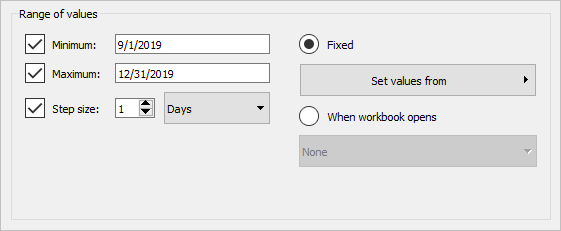 Range of values
Minimum: 9/1/2019
Maximum: 12/31/2019
Step size: 1 Days
Fixed
Set values from
When workbook opens
None